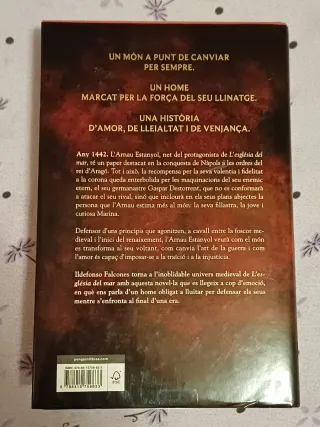 UN MÓN A PUNT DE CANVIAR
PER SEMPRE.
UN HOME
MARCAT PER LA FORÇA DEL SEU LLINATGE.
UNA HISTÒRIA
D'AMOR, DE LLEIALTAT I DE VENJANÇA.
Any 1442. L'Arnau Estanyol, net del protagonista de L'església del
mar, té un paper destacat en la conquista de Nàpols a les ordres del
rei d'Aragó. Tot i això, la recompensa per la seva valentia i fidelitat
a la corona queda enterbolida per les maquinacions del seu enemic
etern, el seu germanastre Gaspar Destorrent, que no es conformarà
a atacar el seu rival, sinó que inclourà en els seus plans abjectes la
persona que l'Arnau estima més al món: la seva fillastra, la jove i
curiosa Marina.
Defensor d'uns principis que agonitzen, a cavall entre la foscor me-
dieval i l'inici del renaixement, l'Arnau Estanyol veurà com el món
es transforma al seu voltant, com canvia l'art de la guerra i com
l'amor és capaç d'imposar-se a la traïció i a la injustícia.
Ildefonso Falcones torna a l'inoblidable univers medieval de L'es-
glésia del mar amb aquesta novel·la que es llegeix a cop d'emoció,
en què ens parla d'un home obligat a lluitar per defensar els seus
mentre s'enfronta al final d'una era.
penguinllibres.com
FSC